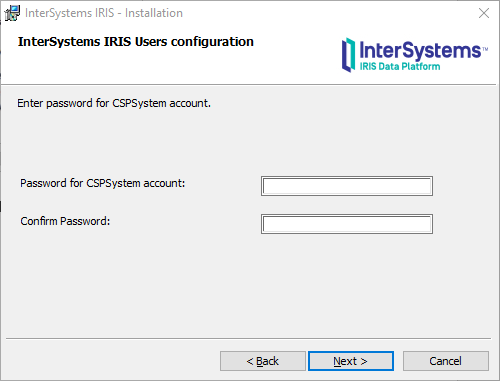 InterSystems IRIS - Installation
InterSystems IRIS Users configuration
InterSystems™
IRIS Data Platform
Enter password for CSPSystem account.
Password for CSPSystem account:
Confirm Password:
< Back
Next >
Cancel